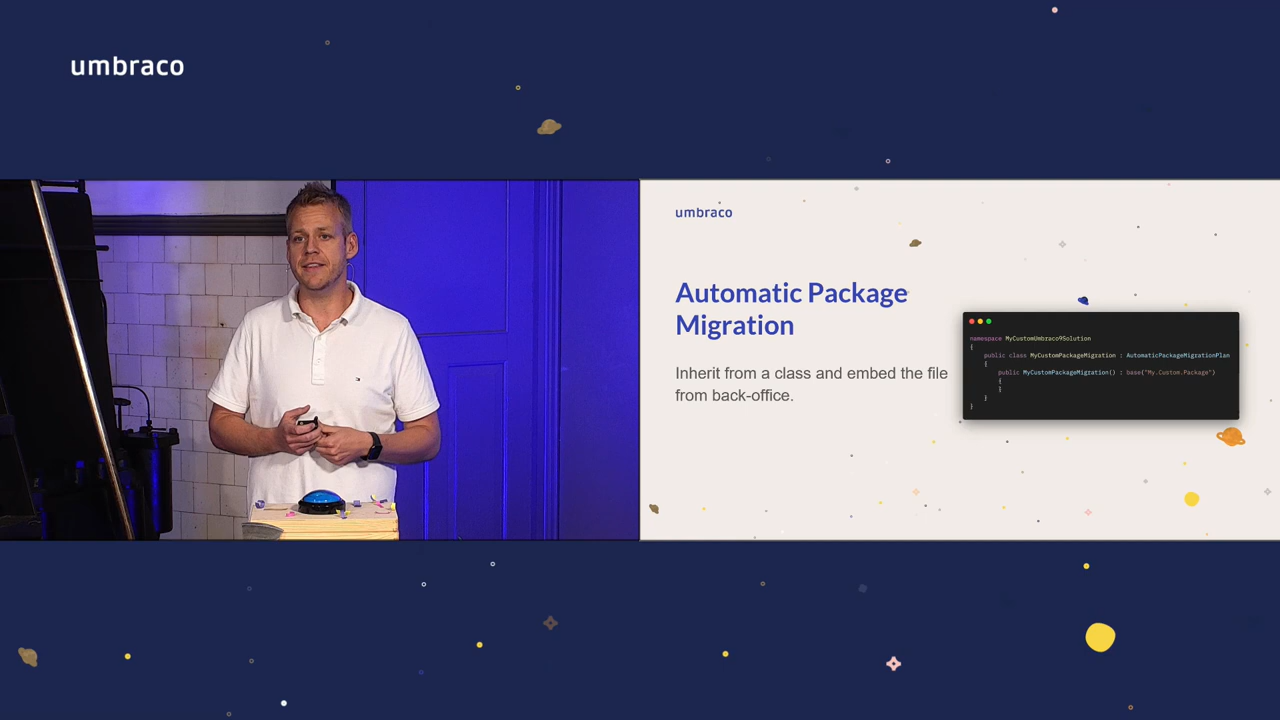 umbraco
umbraco
Automatic Package
Migration
Inherit from a class and embed the file
from back-office.
namespace MyCustomUmbraco9Solution
{
public class MyCustomPackageMigration : AutomaticPackageMigrationPlan
{
public MyCustomPackageMigration() : base("My.Custom.Package")
{
}
}
}